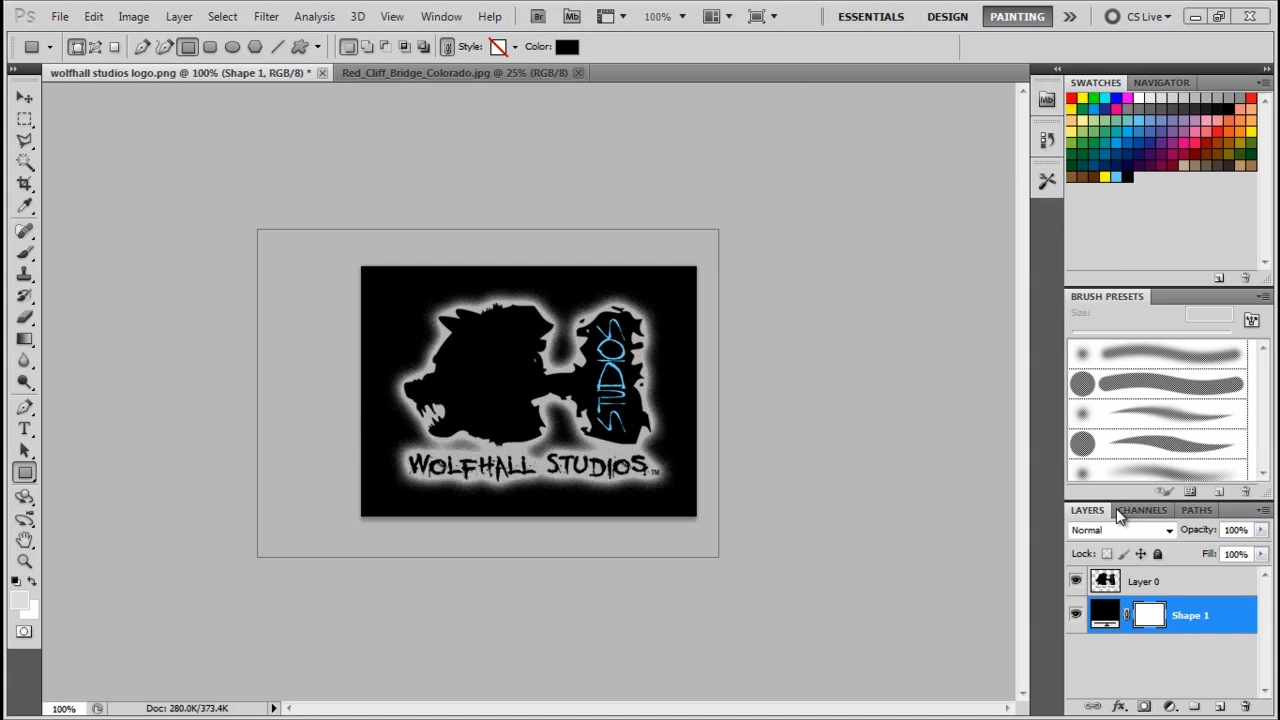 Ps File Edit Image Layer Select Filter Analysis 3D View Window Help Br Mb 100% ESSENTIALS DESIGN PAINTING CS Live
Style: Color:
wolfhall studios logo.png @ 100% (Shape 1, RGB/8) * Red_Cliff_Bridge_Colorado.jpg @ 25% (RGB/8)
SWATCHES NAVIGATOR
Mb
BRUSH PRESETS
Size:
STUDIOS
WOLFHALL STUDIOS™
LAYERS CHANNELS PATHS
Normal Opacity: 100%
Lock: Fill: 100%
Layer 0
Shape 1
100% Doc: 280.0K/373.4K